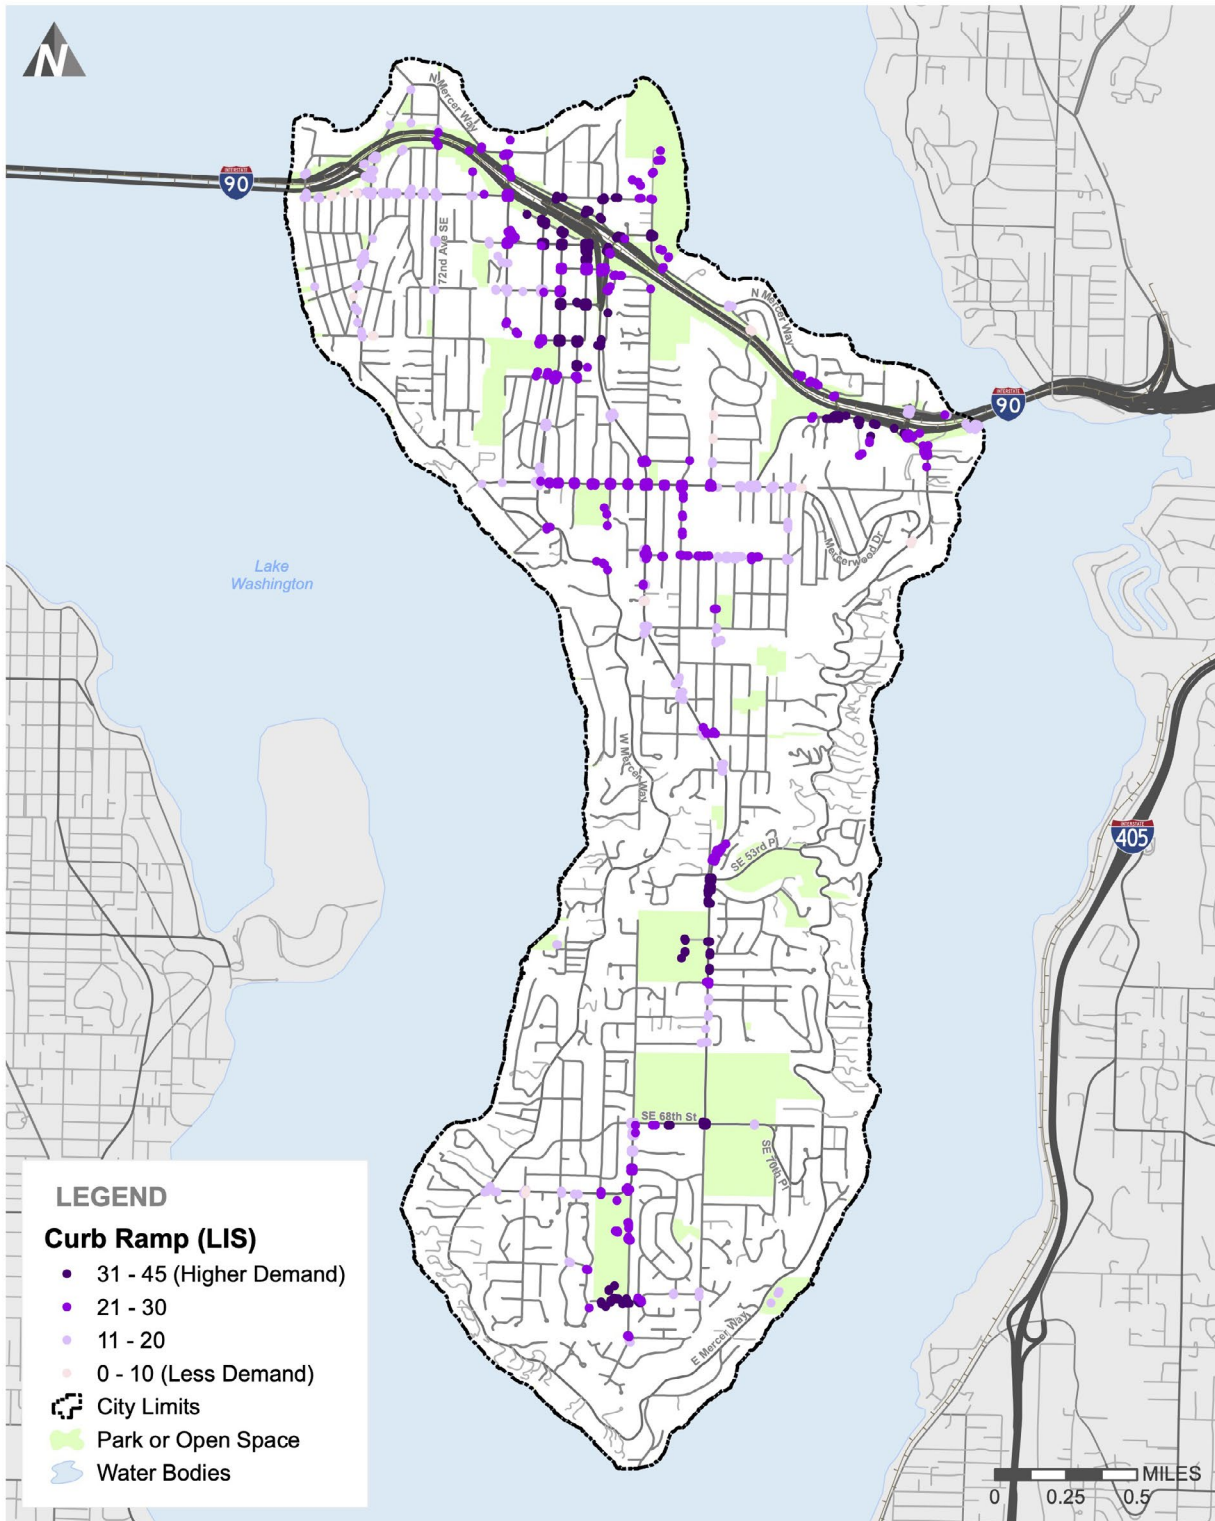 N
N Mercer Way
INTERSTATE
90
72nd Ave SE
N Mercer Way
INTERSTATE
90
Mercerwood Dr
Lake
Washington
W Mercer Way
SE 53rd Pl
INTERSTATE
405
SE 68th St
SE 70th Pl
E Mercer Way
LEGEND
Curb Ramp (LIS)
31 - 45 (Higher Demand)
21 - 30
11 - 20
0 - 10 (Less Demand)
City Limits
Park or Open Space
Water Bodies
MILES
0 0.25 0.5